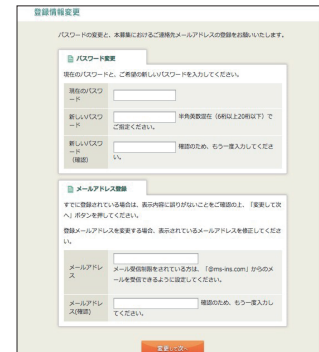 登録情報変更
パスワードの変更と、本募集におけるご連絡先メールアドレスの登録をお願いいたします。
パスワード変更
現在のパスワードと、ご希望の新しいパスワードを入力してください。
現在のパスワ
ード
新しいパスワ
ード
半角英数混在（6桁以上20桁以下）で
ご指定ください。
新しいパスワ
ード
(確認)
確認のため、もう一度入力してくださ
い。
メールアドレス登録
すでに登録されている場合は、表示内容に誤りがないことをご確認の上、「変更して次
へ」ボタンを押してください。
登録メールアドレスを変更する場合、表示されているメールアドレスを修正してくださ
い。
メールアドレ
ス
メール受信制限をされている方は、「@ms-ins.com」からのメ
ールを受信できるように設定してください。
メールアドレ
ス(確認)
確認のため、もう一度入力し
てください。
変更して次へ